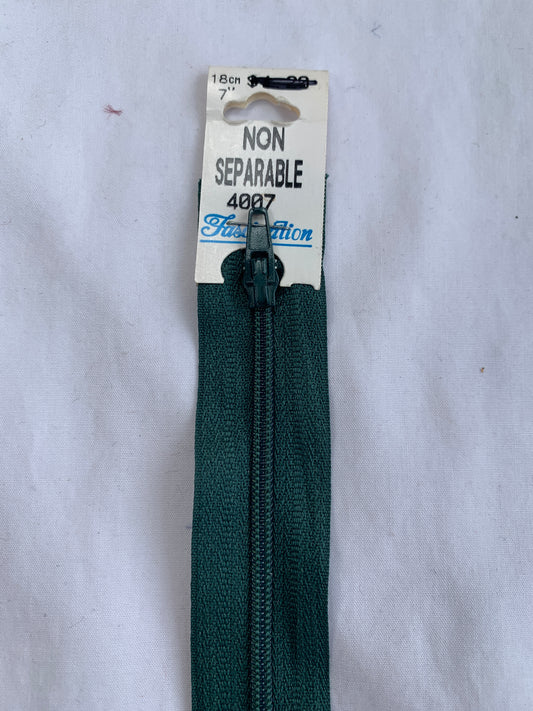 18cm
7"
NON
SEPARABLE
4007